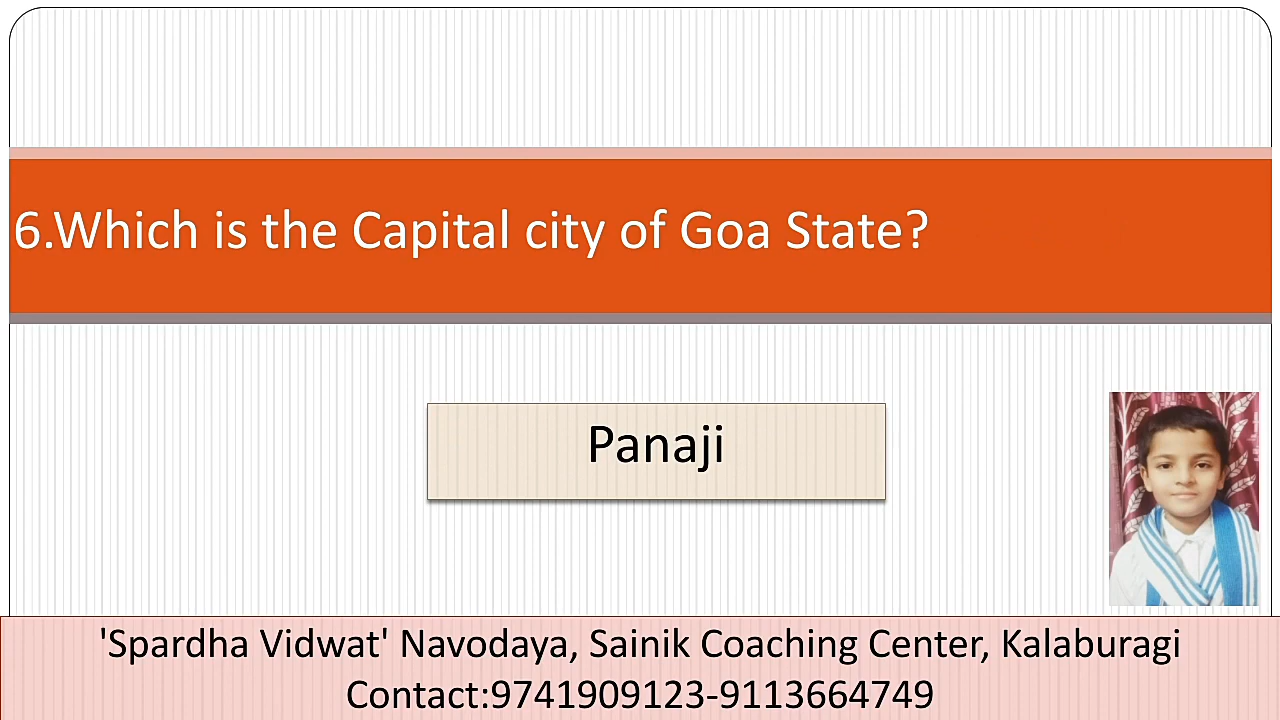 6.Which is the Capital city of Goa State?
Panaji
'Spardha Vidwat' Navodaya, Sainik Coaching Center, Kalaburagi
Contact:9741909123-9113664749